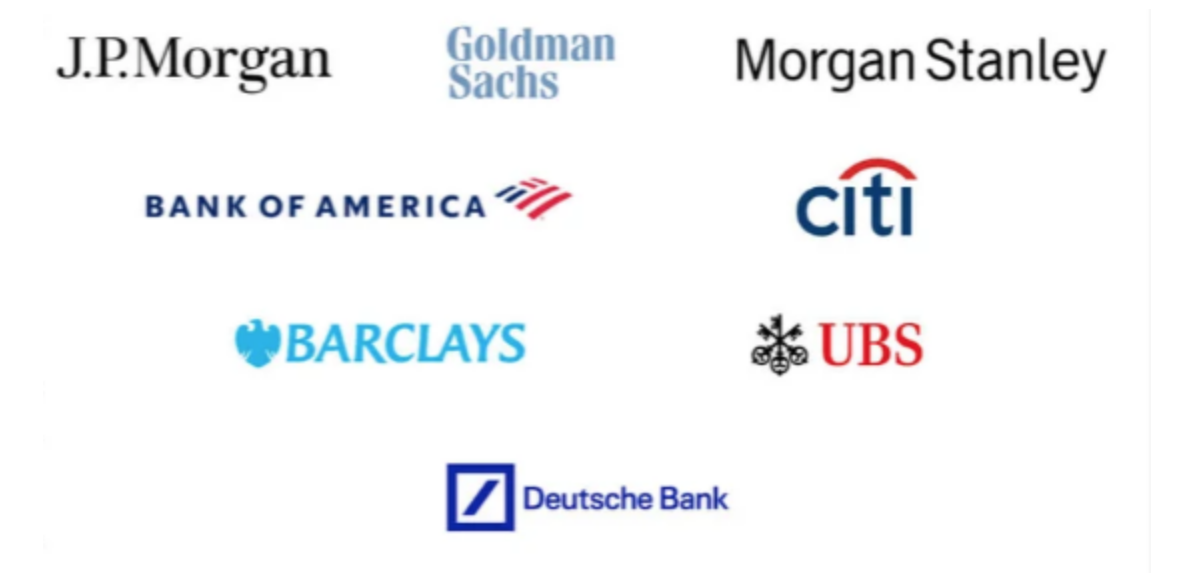 J.P.Morgan
Goldman
Sachs
Morgan Stanley
BANK OF AMERICA
citi
BARCLAYS
UBS
Deutsche Bank